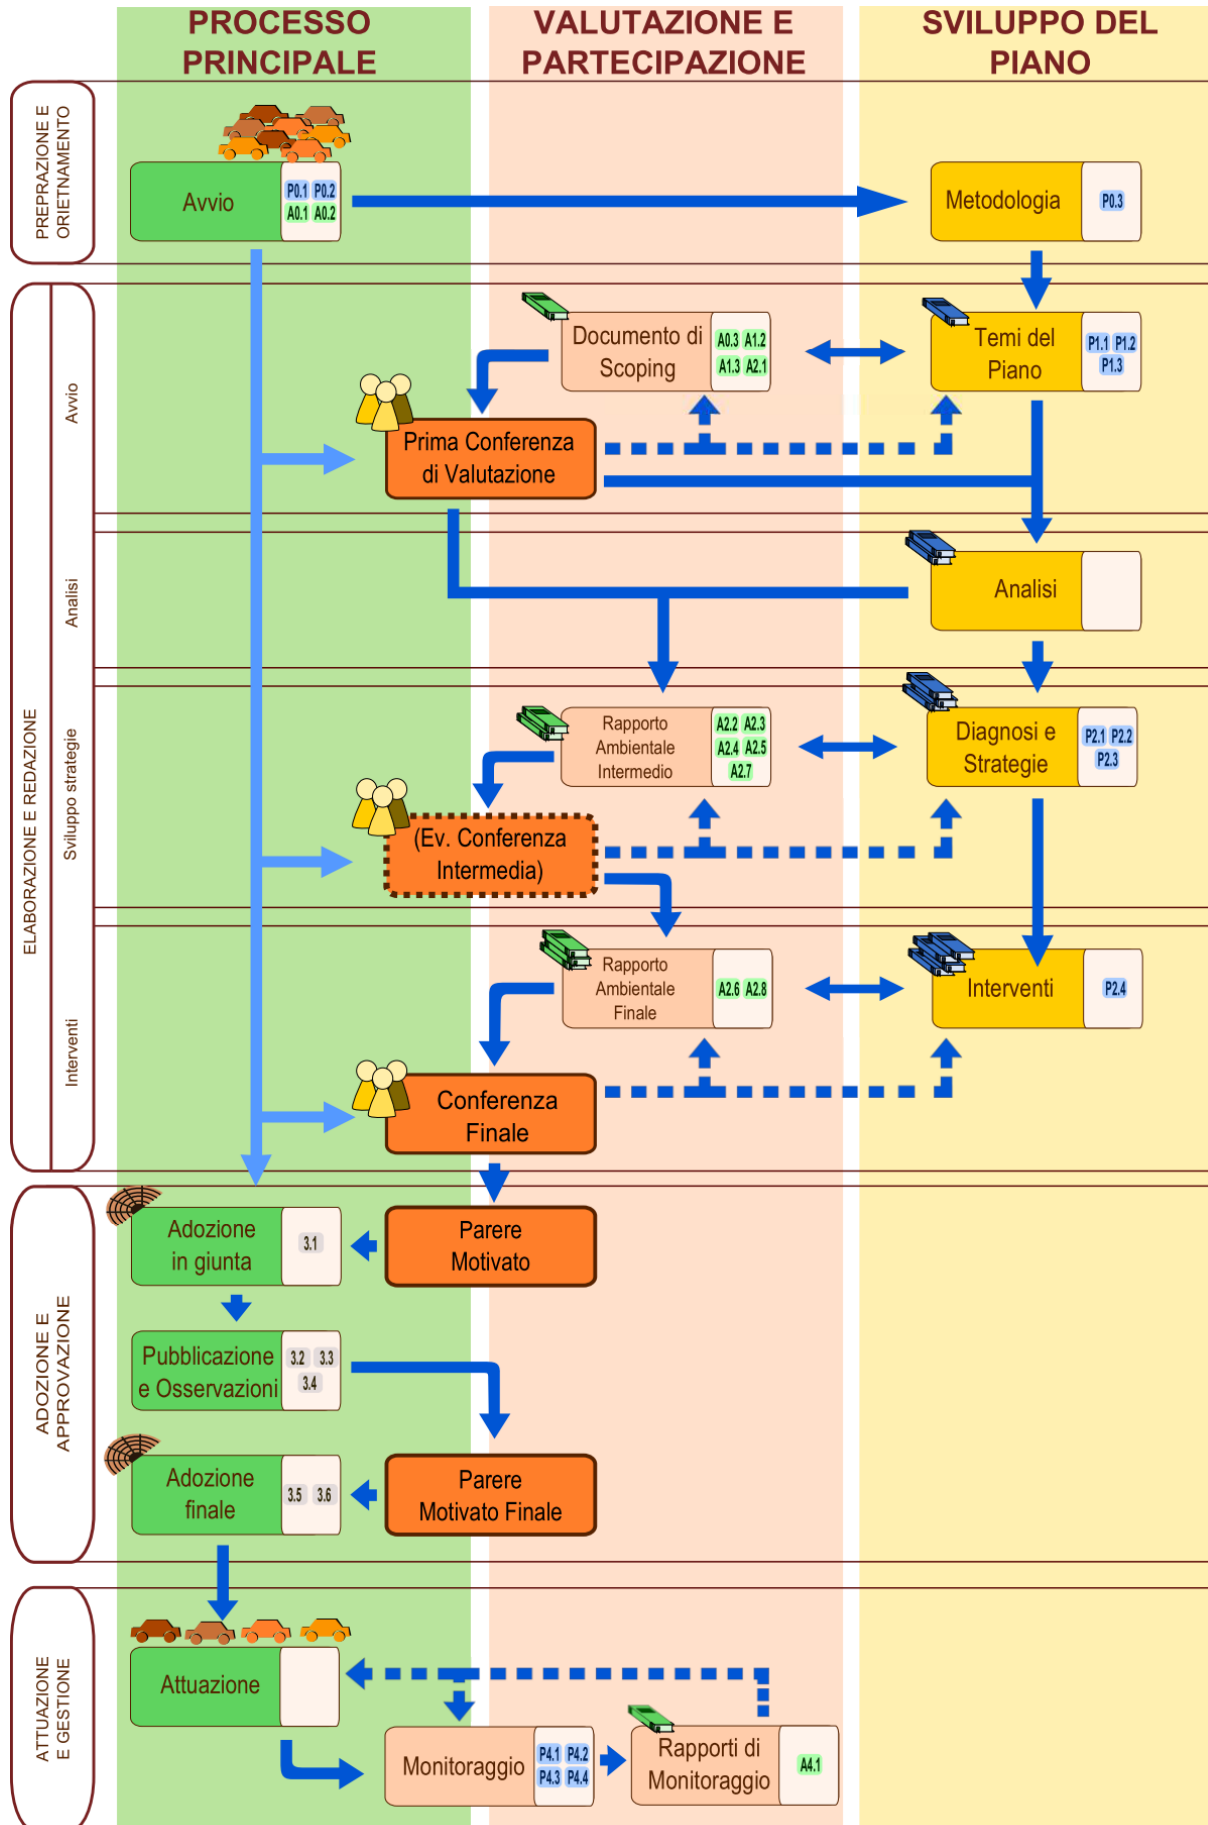 PROCESSO
PRINCIPALE
VALUTAZIONE E
PARTECIPAZIONE
SVILUPPO DEL
PIANO
PREPRAZIONE E
ORIETNAMENTO
Avvio
P0.1 P0.2
A0.1 A0.2
Metodologia
P0.3
ELABORAZIONE E REDAZIONE
Avvio
Documento di
Scoping
A0.3 A1.2
A1.3 A2.1
Temi del
Piano
P1.1 P1.2
P1.3
Prima Conferenza
di Valutazione
Analisi
Analisi
Sviluppo strategie
Rapporto
Ambientale
Intermedio
A2.2 A2.3
A2.4 A2.5
A2.7
Diagnosi e
Strategie
P2.1 P2.2
P2.3
(Ev. Conferenza
Intermedia)
Interventi
Rapporto
Ambientale
Finale
A2.6 A2.8
Interventi
P2.4
Conferenza
Finale
ADOZIONE E
APPROVAZIONE
Adozione
in giunta
3.1
Parere
Motivato
Pubblicazione
e Osservazioni
3.2 3.3
3.4
Adozione
finale
3.5 3.6
Parere
Motivato Finale
ATTUAZIONE
E GESTIONE
Attuazione
Monitoraggio
P4.1 P4.2
P4.3 P4.4
Rapporti di
Monitoraggio
A4.1